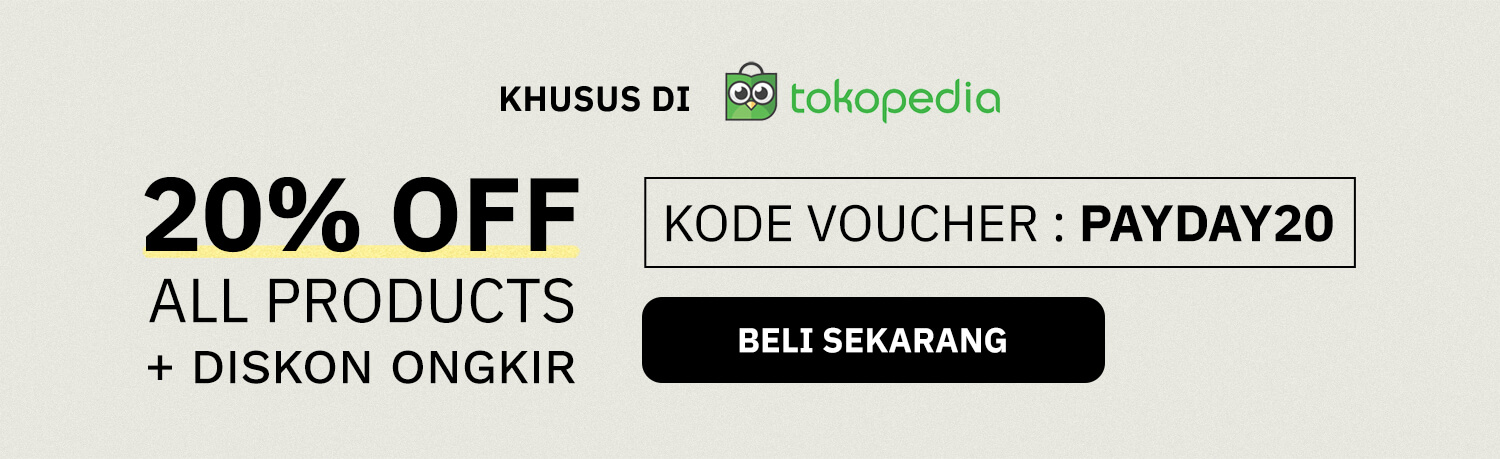 KHUSUS DI tokopedia
20% OFF
ALL PRODUCTS
+ DISKON ONGKIR
KODE VOUCHER : PAYDAY20
BELI SEKARANG